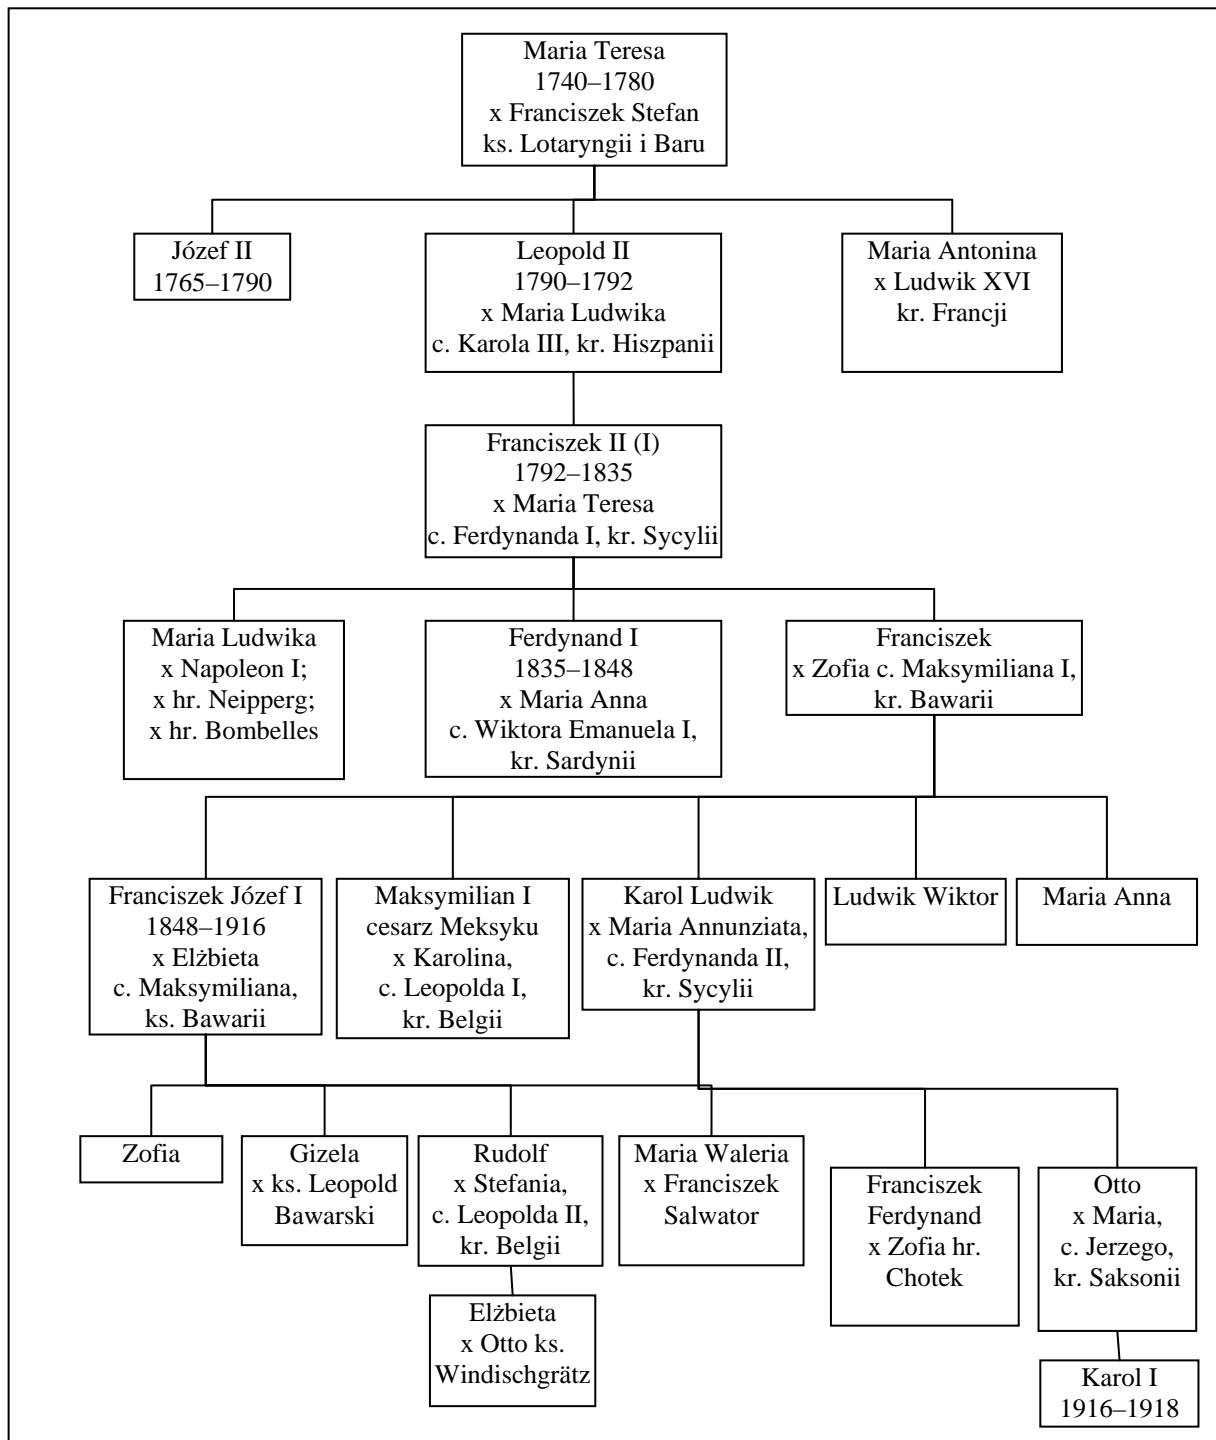 Maria Teresa
1740–1780
x Franciszek Stefan
ks. Lotaryngii i Baru
Józef II
1765–1790
Leopold II
1790–1792
x Maria Ludwika
c. Karola III, kr. Hiszpanii
Maria Antonina
x Ludwik XVI
kr. Francji
Franciszek II (I)
1792–1835
x Maria Teresa
c. Ferdynanda I, kr. Sycylii
Maria Ludwika
x Napoleon I;
x hr. Neipperg;
x hr. Bombelles
Ferdynand I
1835–1848
x Maria Anna
c. Wiktora Emanuela I,
kr. Sardynii
Franciszek
x Zofia c. Maksymiliana I,
kr. Bawarii
Franciszek Józef I
1848–1916
x Elżbieta
c. Maksymiliana,
ks. Bawarii
Maksymilian I
cesarz Meksyku
x Karolina,
c. Leopolda I,
kr. Belgii
Karol Ludwik
x Maria Annunziata,
c. Ferdynanda II,
kr. Sycylii
Ludwik Wiktor
Maria Anna
Zofia
Gizela
x ks. Leopold
Bawarski
Rudolf
x Stefania,
c. Leopolda II,
kr. Belgii
Maria Waleria
x Franciszek
Salwator
Franciszek
Ferdynand
x Zofia hr.
Chotek
Otto
x Maria,
c. Jerzego,
kr. Saksonii
Elżbieta
x Otto ks.
Windischgrätz
Karol I
1916–1918